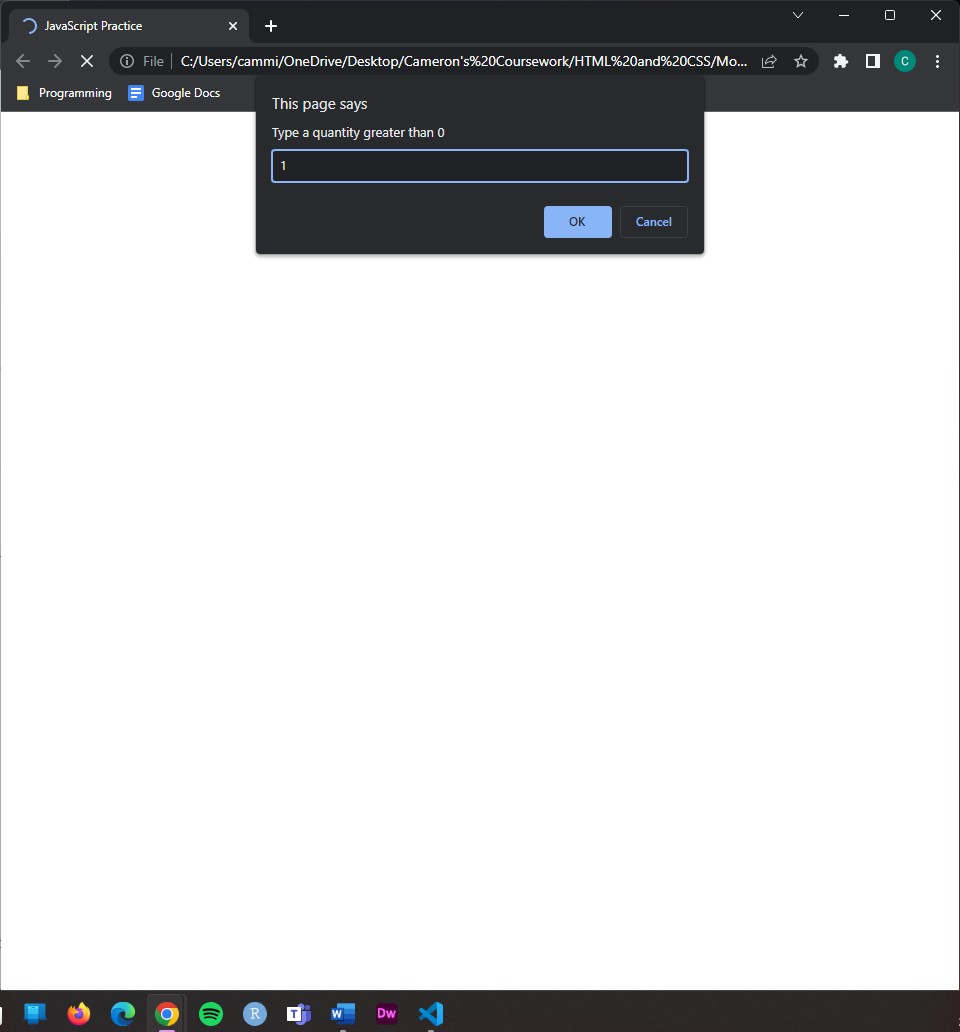 JavaScript Practice
File C:/Users/cammi/OneDrive/Desktop/Cameron's%20Coursework/HTML%20and%20CSS/Mo... C
Programming Google Docs
This page says
Type a quantity greater than 0
1
OK Cancel
R T W Dw